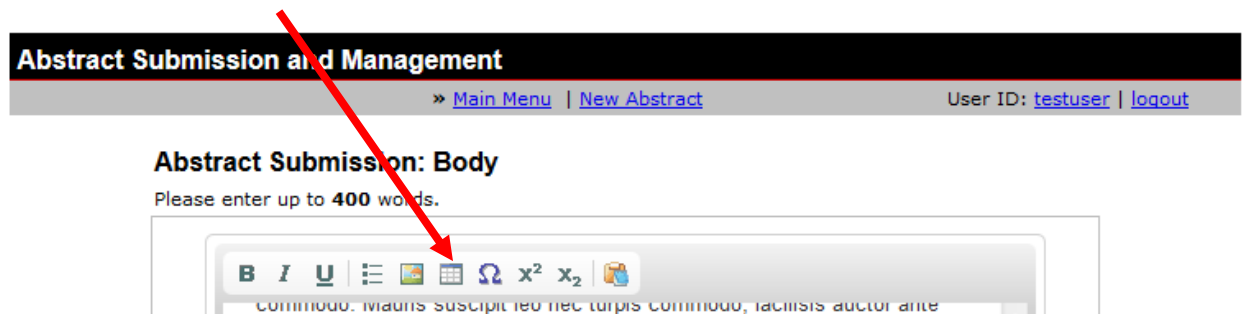 Abstract Submission and Management
» Main Menu | New Abstract User ID: testuser | logout
Abstract Submission: Body
Please enter up to 400 words.
B I U Ω x² x₂
commodo. Mauris suscipit leo nec turpis commodo, facilisis auctor ante